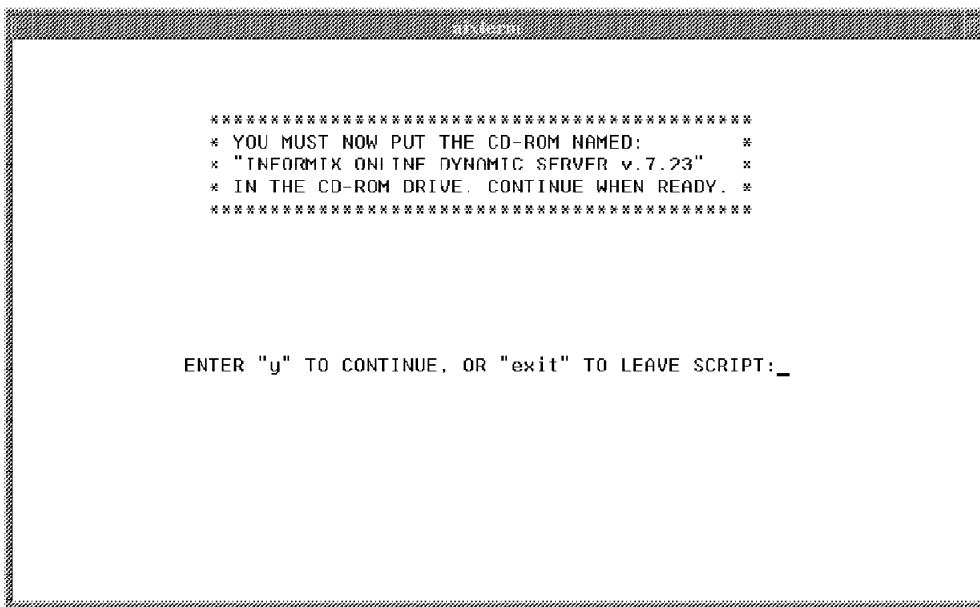 aixterm
*********************************************
* YOU MUST NOW PUT THE CD-ROM NAMED: *
* "INFORMIX ONLINE DYNAMIC SERVER v.7.23" *
* IN THE CD-ROM DRIVE. CONTINUE WHEN READY. *
*********************************************
ENTER "y" TO CONTINUE, OR "exit" TO LEAVE SCRIPT:_